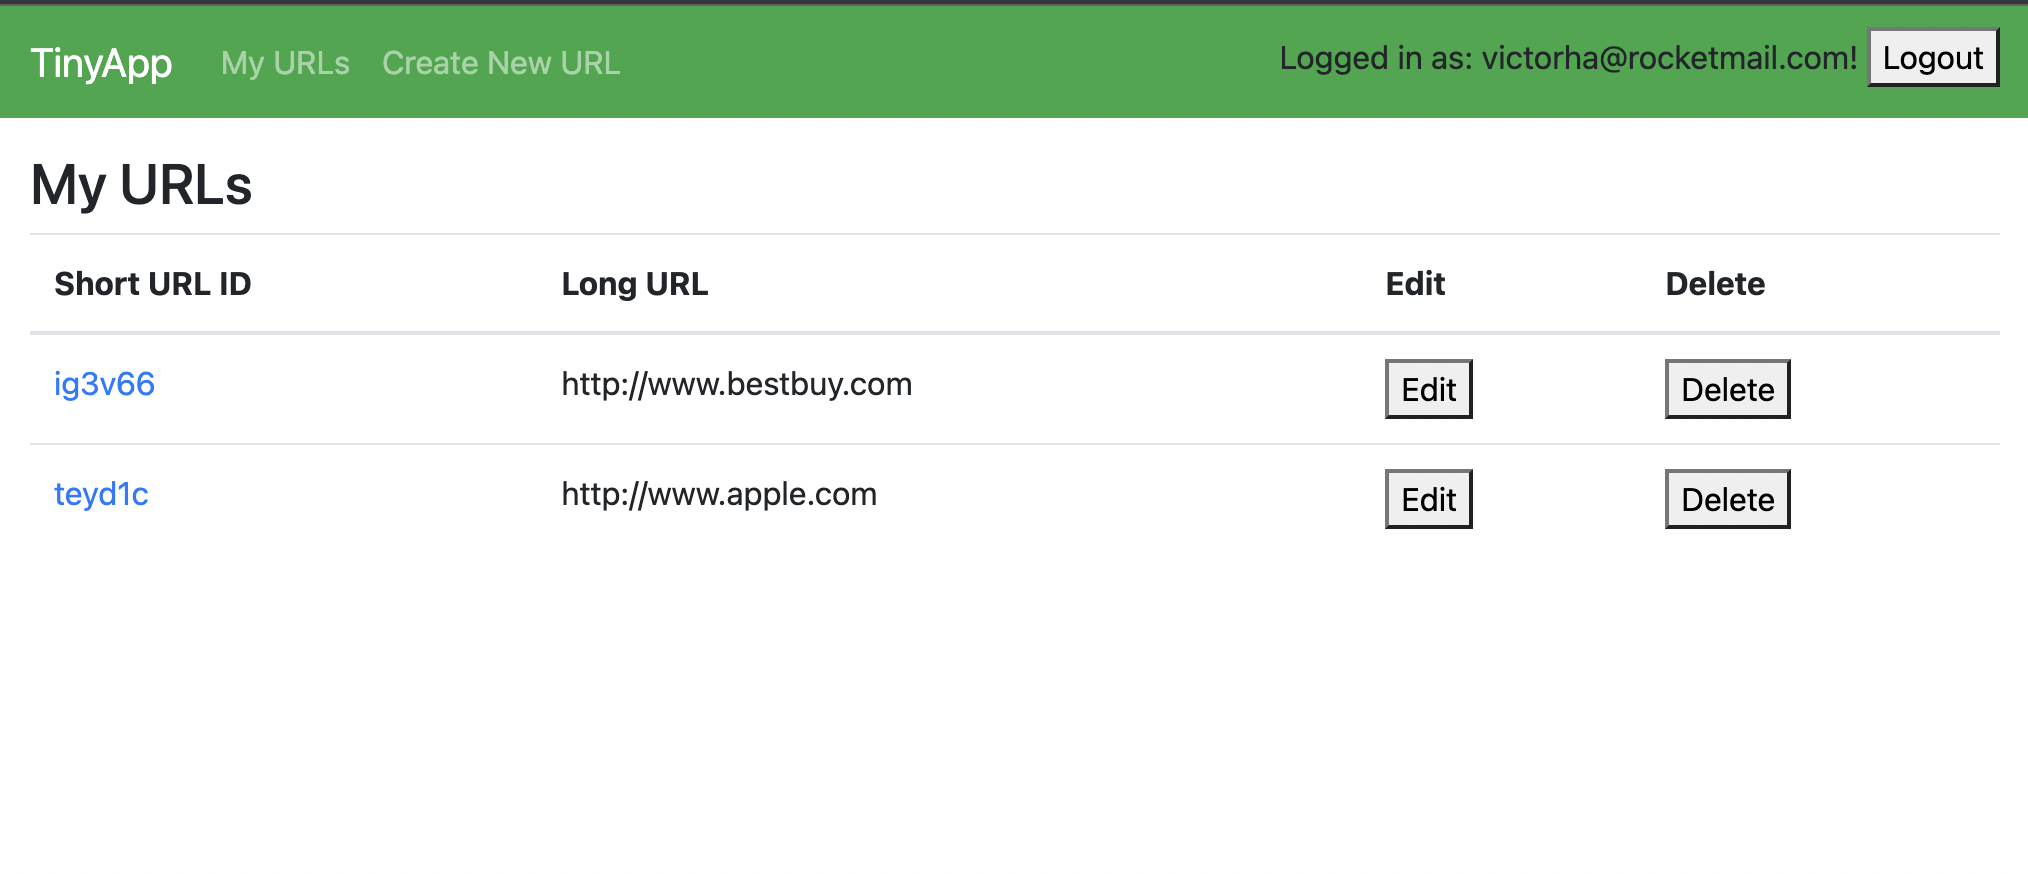 TinyApp My URLs Create New URL Logged in as: victorha@rocketmail.com! Logout
My URLs
Short URL ID Long URL Edit Delete
ig3v66 http://www.bestbuy.com Edit Delete
teyd1c http://www.apple.com Edit Delete